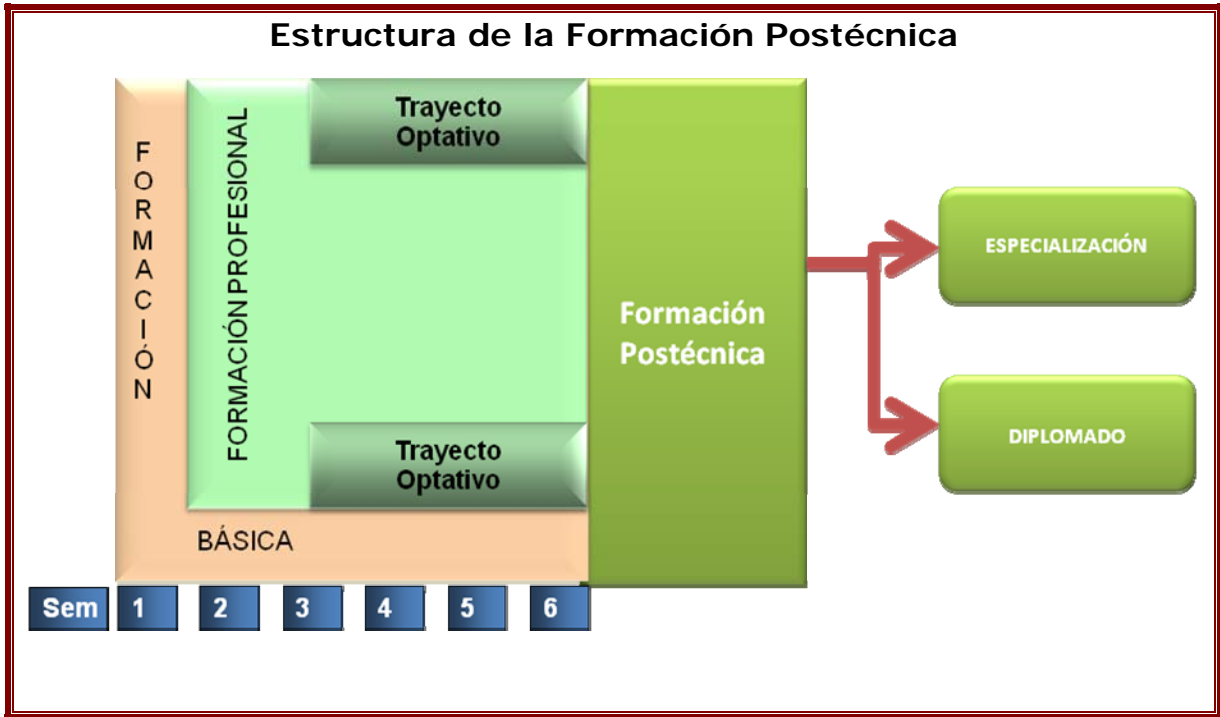 Estructura de la Formación Postécnica
FORMACIÓN
BÁSICA
FORMACIÓN PROFESIONAL
Trayecto
Optativo
Trayecto
Optativo
Formación
Postécnica
ESPECIALIZACIÓN
DIPLOMADO
Sem 1 2 3 4 5 6